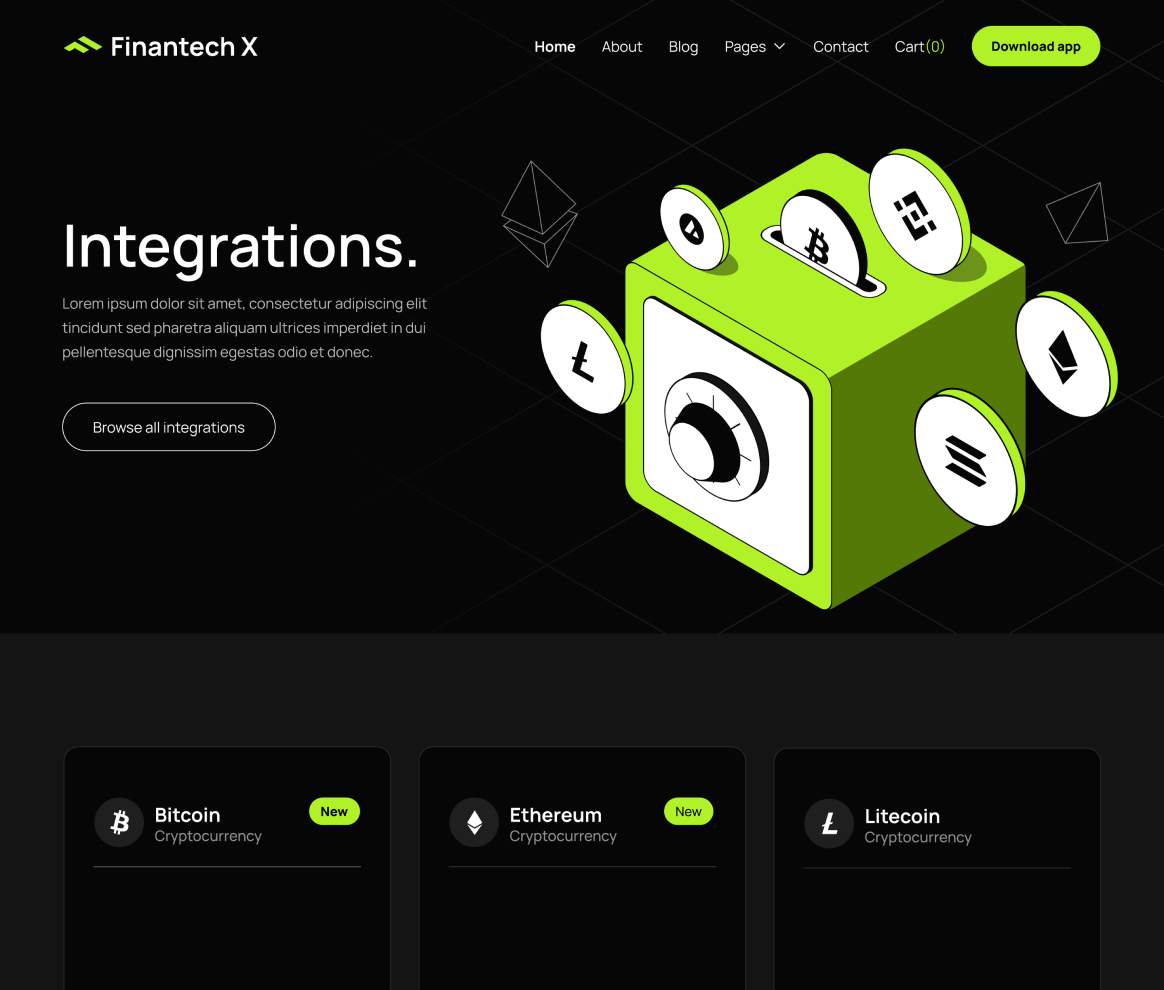 Finantech X
Home About Blog Pages Contact Cart(0) Download app
Integrations.
Lorem ipsum dolor sit amet, consectetur adipiscing elit
tincidunt sed pharetra aliquam ultrices imperdiet in dui
pellentesque dignissim egestas odio et donec.
Browse all integrations
Bitcoin New
Cryptocurrency
Ethereum New
Cryptocurrency
Litecoin
Cryptocurrency